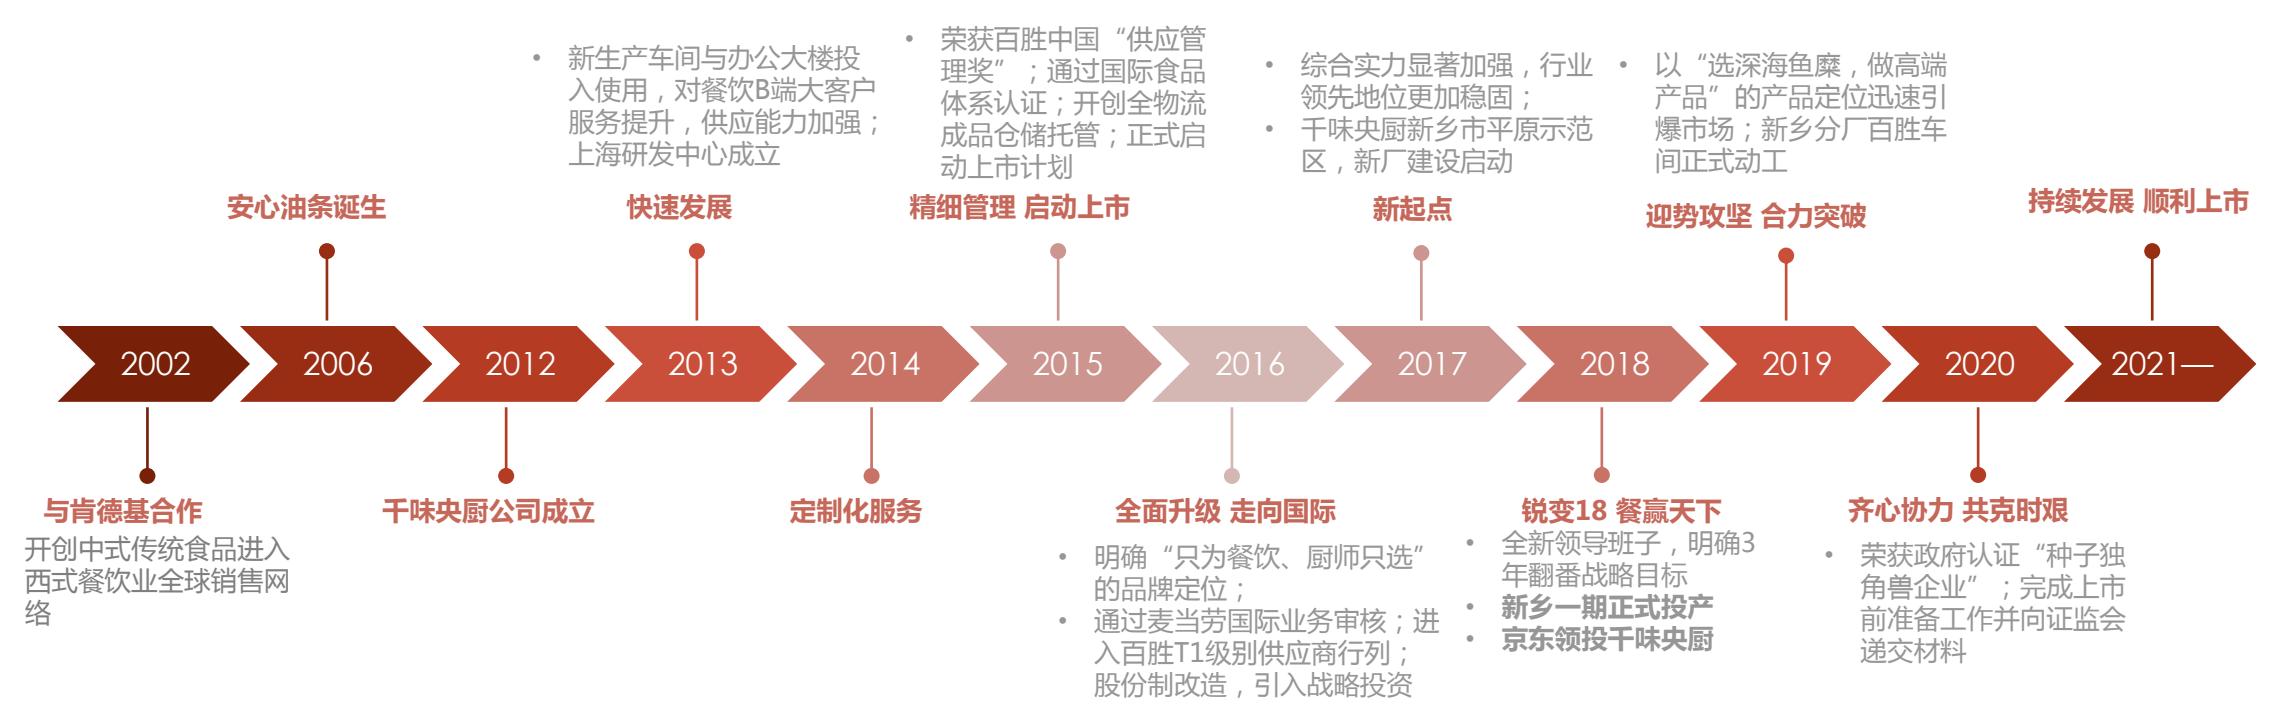 • 新生产车间与办公大楼投
入使用，对餐饮B端大客户
服务提升，供应能力加强；
上海研发中心成立
• 荣获百胜中国“供应管
理奖”；通过国际食品
体系认证；开创全物流
成品仓储托管；正式启
动上市计划
• 综合实力显著加强，行业
领先地位更加稳固；
• 千味央厨新乡市平原示范
区，新厂建设启动
• 以“选深海鱼糜，做高端
产品”的产品定位迅速引
爆市场；新乡分厂百胜车
间正式动工
安心油条诞生
快速发展
精细管理 启动上市
新起点
迎势攻坚 合力突破
持续发展 顺利上市
2002
2006
2012
2013
2014
2015
2016
2017
2018
2019
2020
2021—
与肯德基合作
开创中式传统食品进入
西式餐饮业全球销售网
络
千味央厨公司成立
定制化服务
全面升级 走向国际
• 明确“只为餐饮、厨师只选”
的品牌定位；
• 通过麦当劳国际业务审核；进
入百胜T1级别供应商行列；
股份制改造，引入战略投资
锐变18 餐赢天下
• 全新领导班子，明确3
年翻番战略目标
• 新乡一期正式投产
• 京东领投千味央厨
齐心协力 共克时艰
• 荣获政府认证“种子独
角兽企业”；完成上市
前准备工作并向证监会
递交材料